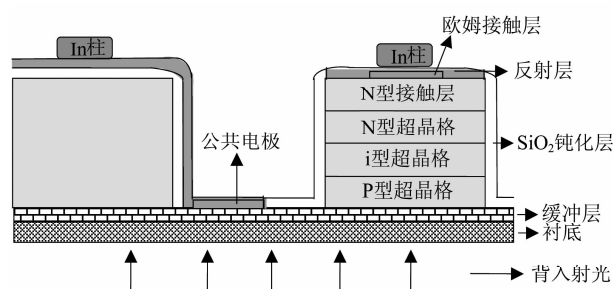 欧姆接触层
In柱
In柱
反射层
N型接触层
N型超晶格
公共电极
SiO2钝化层
i型超晶格
P型超晶格
缓冲层
衬底
背入射光